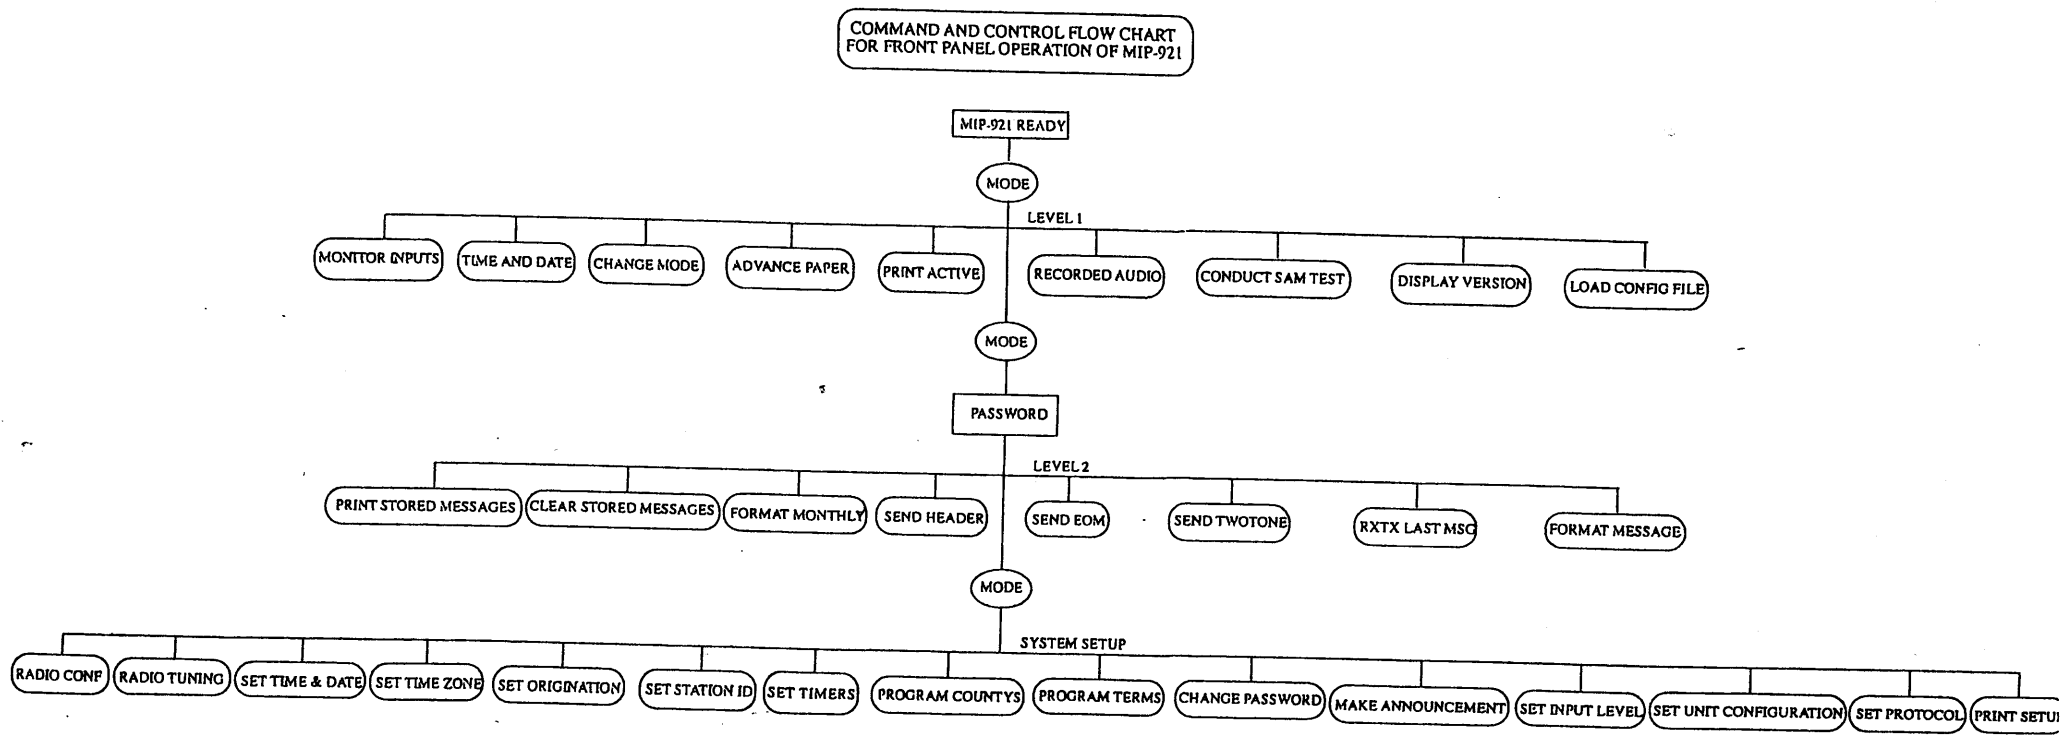 COMMAND AND CONTROL FLOW CHART
FOR FRONT PANEL OPERATION OF MIP-921
MIP-921 READY
MODE
LEVEL 1
MONITOR INPUTS
TIME AND DATE
CHANGE MODE
ADVANCE PAPER
PRINT ACTIVE
RECORDED AUDIO
CONDUCT SAM TEST
DISPLAY VERSION
LOAD CONFIG FILE
MODE
PASSWORD
LEVEL 2
PRINT STORED MESSAGES
CLEAR STORED MESSAGES
FORMAT MONTHLY
SEND HEADER
SEND EOM
SEND TWOTONE
RXTX LAST MSG
FORMAT MESSAGE
MODE
SYSTEM SETUP
RADIO CONF
RADIO TUNING
SET TIME & DATE
SET TIME ZONE
SET ORIGINATION
SET STATION ID
SET TIMERS
PROGRAM COUNTYS
PROGRAM TERMS
CHANGE PASSWORD
MAKE ANNOUNCEMENT
SET INPUT LEVEL
SET UNIT CONFIGURATION
SET PROTOCOL
PRINT SETUP